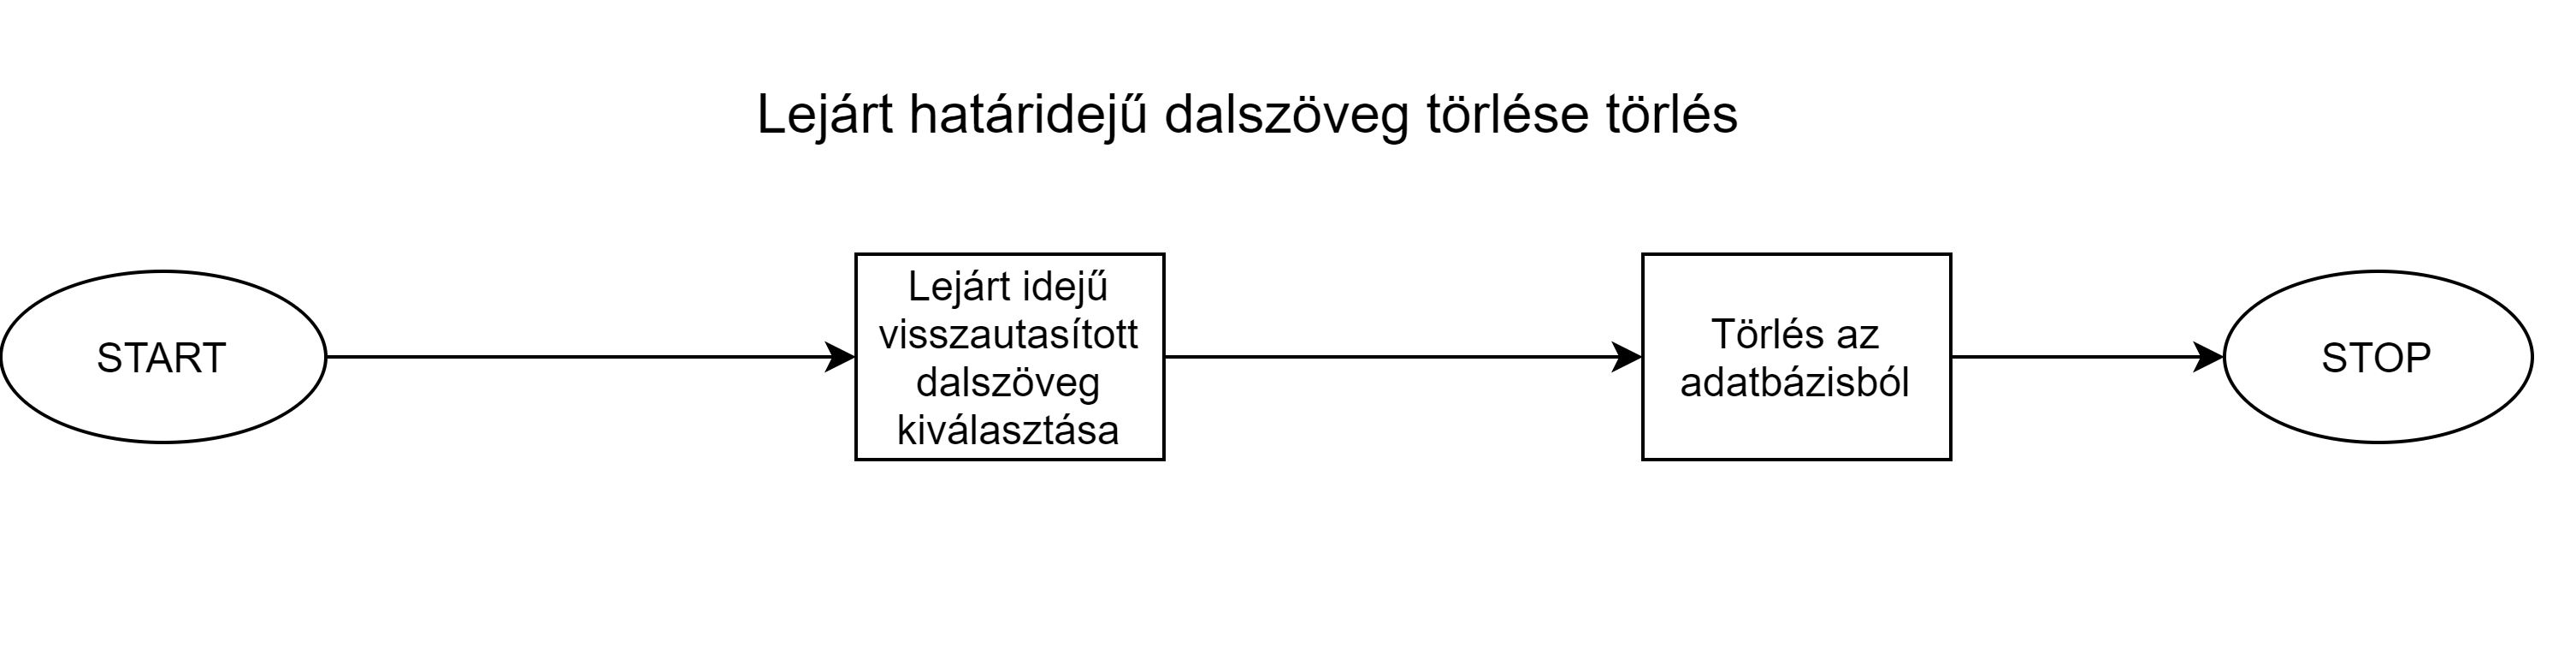 Lejárt határidejű dalszöveg törlése törlés
START
Lejárt idejű
visszautasított
dalszöveg
kiválasztása
Törlés az
adatbázisból
STOP